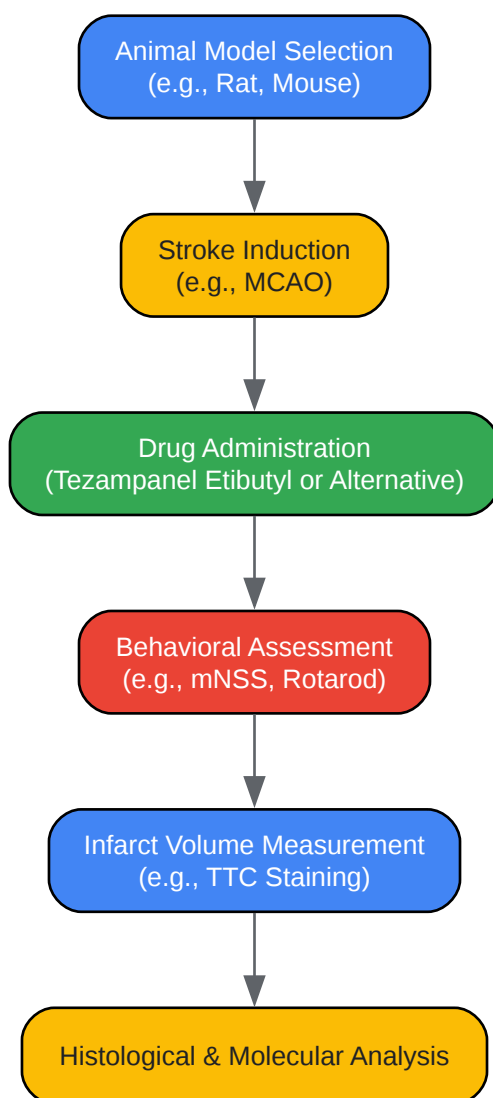 Animal Model Selection
(e.g., Rat, Mouse)
Stroke Induction
(e.g., MCAO)
Drug Administration
(Tezampanel Etibutyl or Alternative)
Behavioral Assessment
(e.g., mNSS, Rotarod)
Infarct Volume Measurement
(e.g., TTC Staining)
Histological & Molecular Analysis